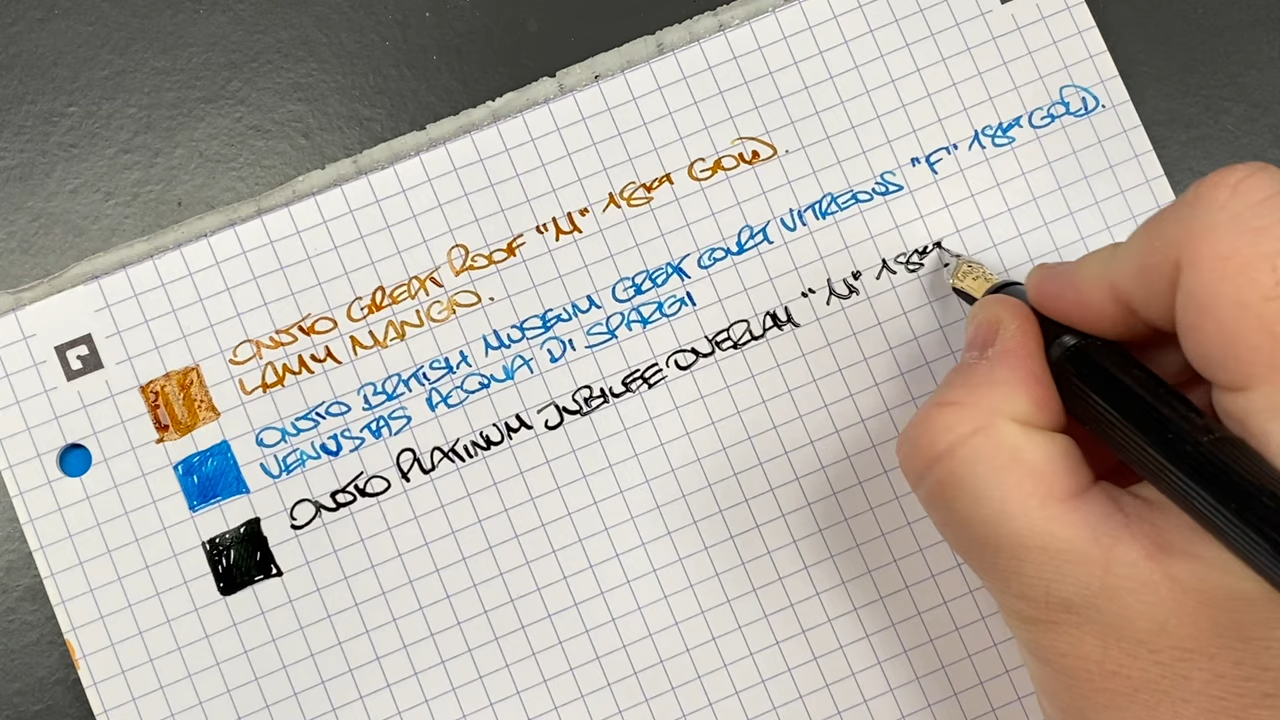 ONOTO GREAT ROOF "M" 18KT GOLD.
LAMY MANGO.
ONOTO BRITISH MUSEUM GREAT COURT VITREOUS "F" 18KT GOLD.
VENVSTAS ACQUA DI SPARGI
ONOTO PLATINUM JUBILEE OVERLAY "M" 18KT